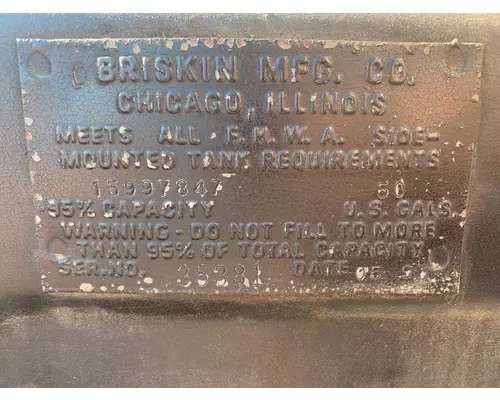 BRISKIN MFG. CO.
CHICAGO, ILLINOIS
MEETS ALL F.H.W.A. SIDE-
MOUNTED TANK REQUIREMENTS
15997847 50
95% CAPACITY U.S. GALS.
WARNING - DO NOT FILL TO MORE
THAN 95% OF TOTAL CAPACITY
SER. NO. 35281 DATE